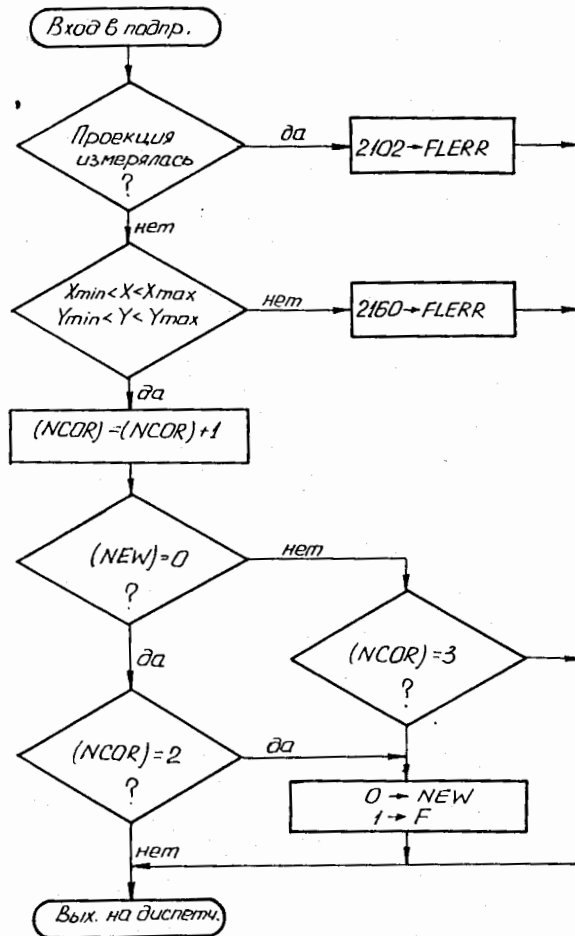 Вход в подпр.
Проекция
измерялась
?
да
2102→FLERR
нет
Xmin<X<Xmax
Ymin<Y<Ymax
нет
2160→FLERR
да
(NCOR)=(NCOR)+1
(NEW)=0
?
нет
да
(NCOR)=3
?
(NCOR)=2
?
да
0→NEW
1→F
нет
Вых. на диспетч.